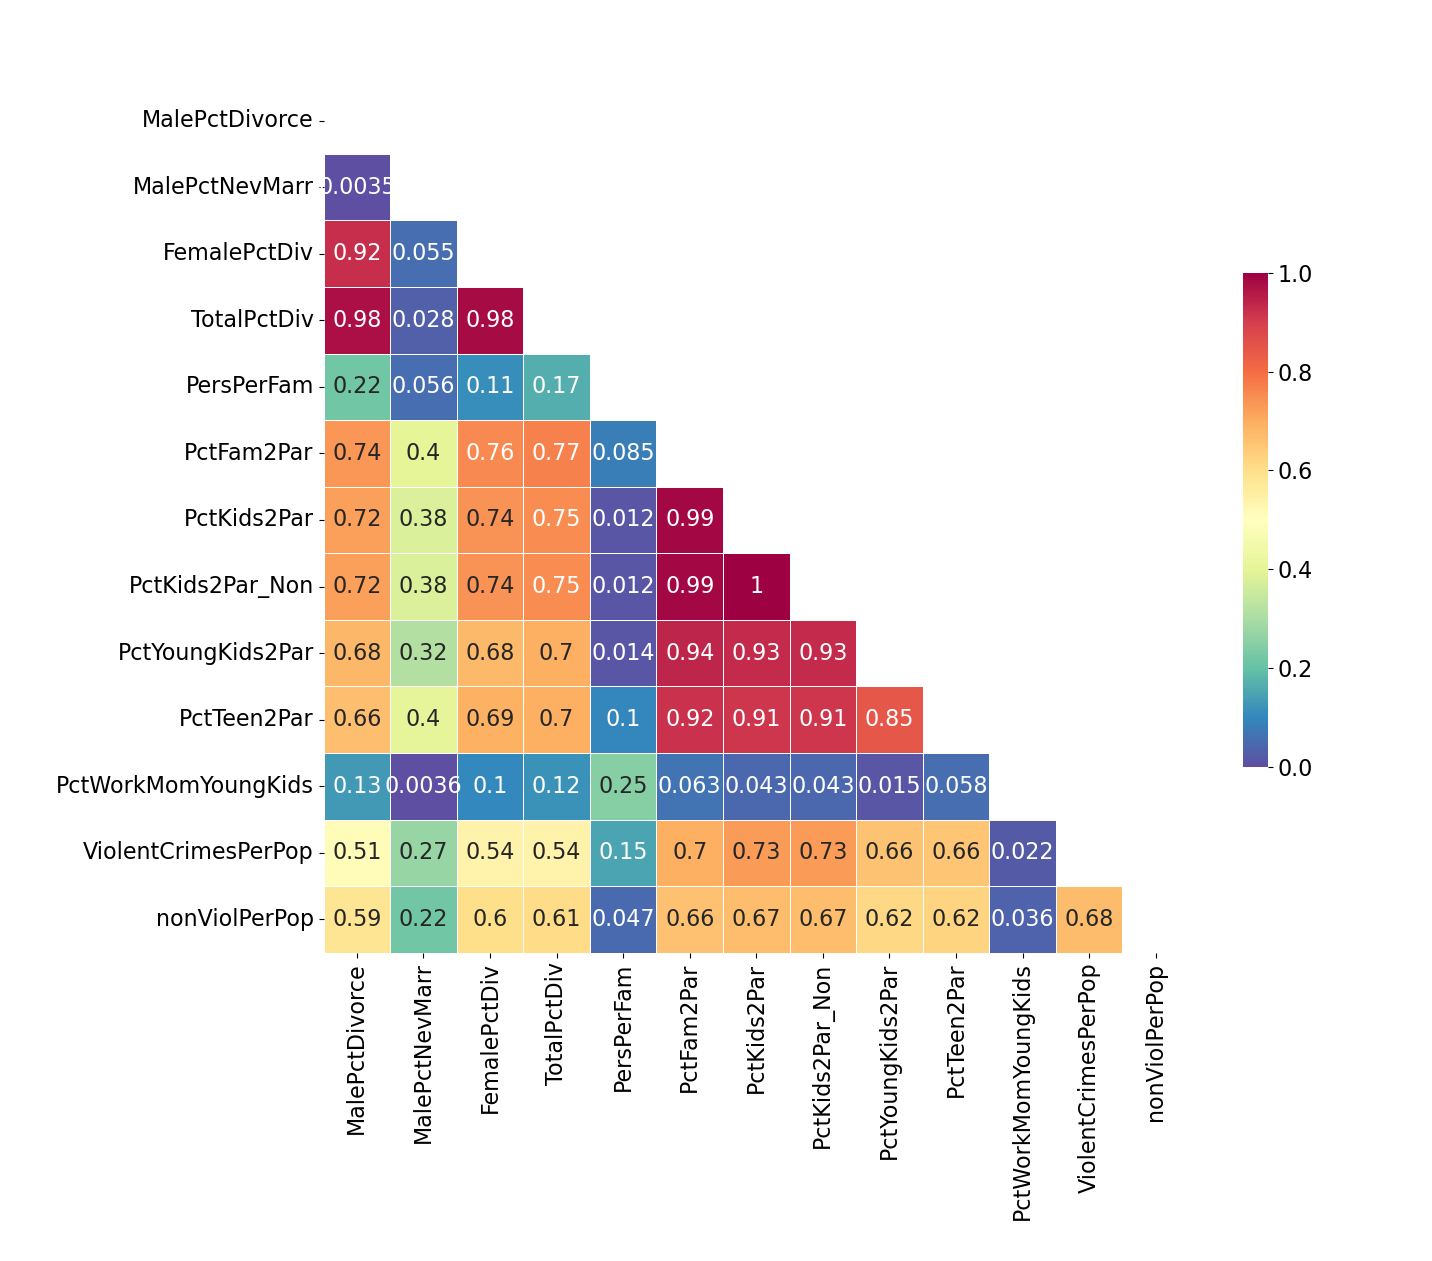 MalePctDivorce
MalePctNevMarr 0.0035
FemalePctDiv 0.92 0.055
TotalPctDiv 0.98 0.028 0.98
PersPerFam 0.22 0.056 0.11 0.17
PctFam2Par 0.74 0.4 0.76 0.77 0.085
PctKids2Par 0.72 0.38 0.74 0.75 0.012 0.99
PctKids2Par_Non 0.72 0.38 0.74 0.75 0.012 0.99 1
PctYoungKids2Par 0.68 0.32 0.68 0.7 0.014 0.94 0.93 0.93
PctTeen2Par 0.66 0.4 0.69 0.7 0.1 0.92 0.91 0.91 0.85
PctWorkMomYoungKids 0.13 0.0036 0.1 0.12 0.25 0.063 0.043 0.043 0.015 0.058
ViolentCrimesPerPop 0.51 0.27 0.54 0.54 0.15 0.7 0.73 0.73 0.66 0.66 0.022
nonViolPerPop 0.59 0.22 0.6 0.61 0.047 0.66 0.67 0.67 0.62 0.62 0.036 0.68
MalePctDivorce
MalePctNevMarr
FemalePctDiv
TotalPctDiv
PersPerFam
PctFam2Par
PctKids2Par
PctKids2Par_Non
PctYoungKids2Par
PctTeen2Par
PctWorkMomYoungKids
ViolentCrimesPerPop
nonViolPerPop
1.0
0.8
0.6
0.4
0.2
0.0